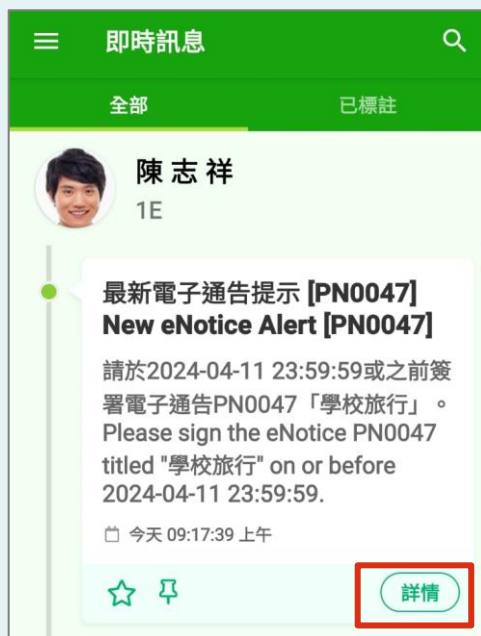 即時訊息
全部 已標註
陳志祥
1E
最新電子通告提示 [PN0047]
New eNotice Alert [PN0047]
請於2024-04-11 23:59:59或之前簽
署電子通告PN0047「學校旅行」。
Please sign the eNotice PN0047
titled "學校旅行" on or before
2024-04-11 23:59:59.
今天 09:17:39 上午
詳情